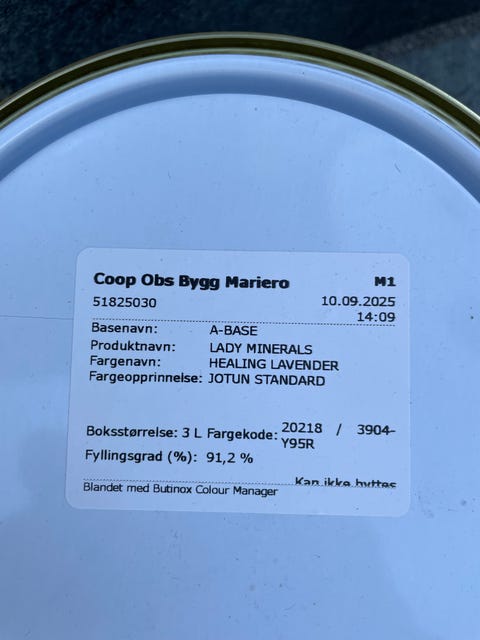 Coop Obs Bygg Mariero M1
51825030 10.09.2025
14:09
Basenavn: A-BASE
Produktnavn: LADY MINERALS
Fargenavn: HEALING LAVENDER
Fargeopprinnelse: JOTUN STANDARD
Boksstørrelse: 3 L Fargekode: 20218 / 3904-
Y95R
Fyllingsgrad (%): 91,2 %
Kan ikke byttes
Blandet med Butinox Colour Manager